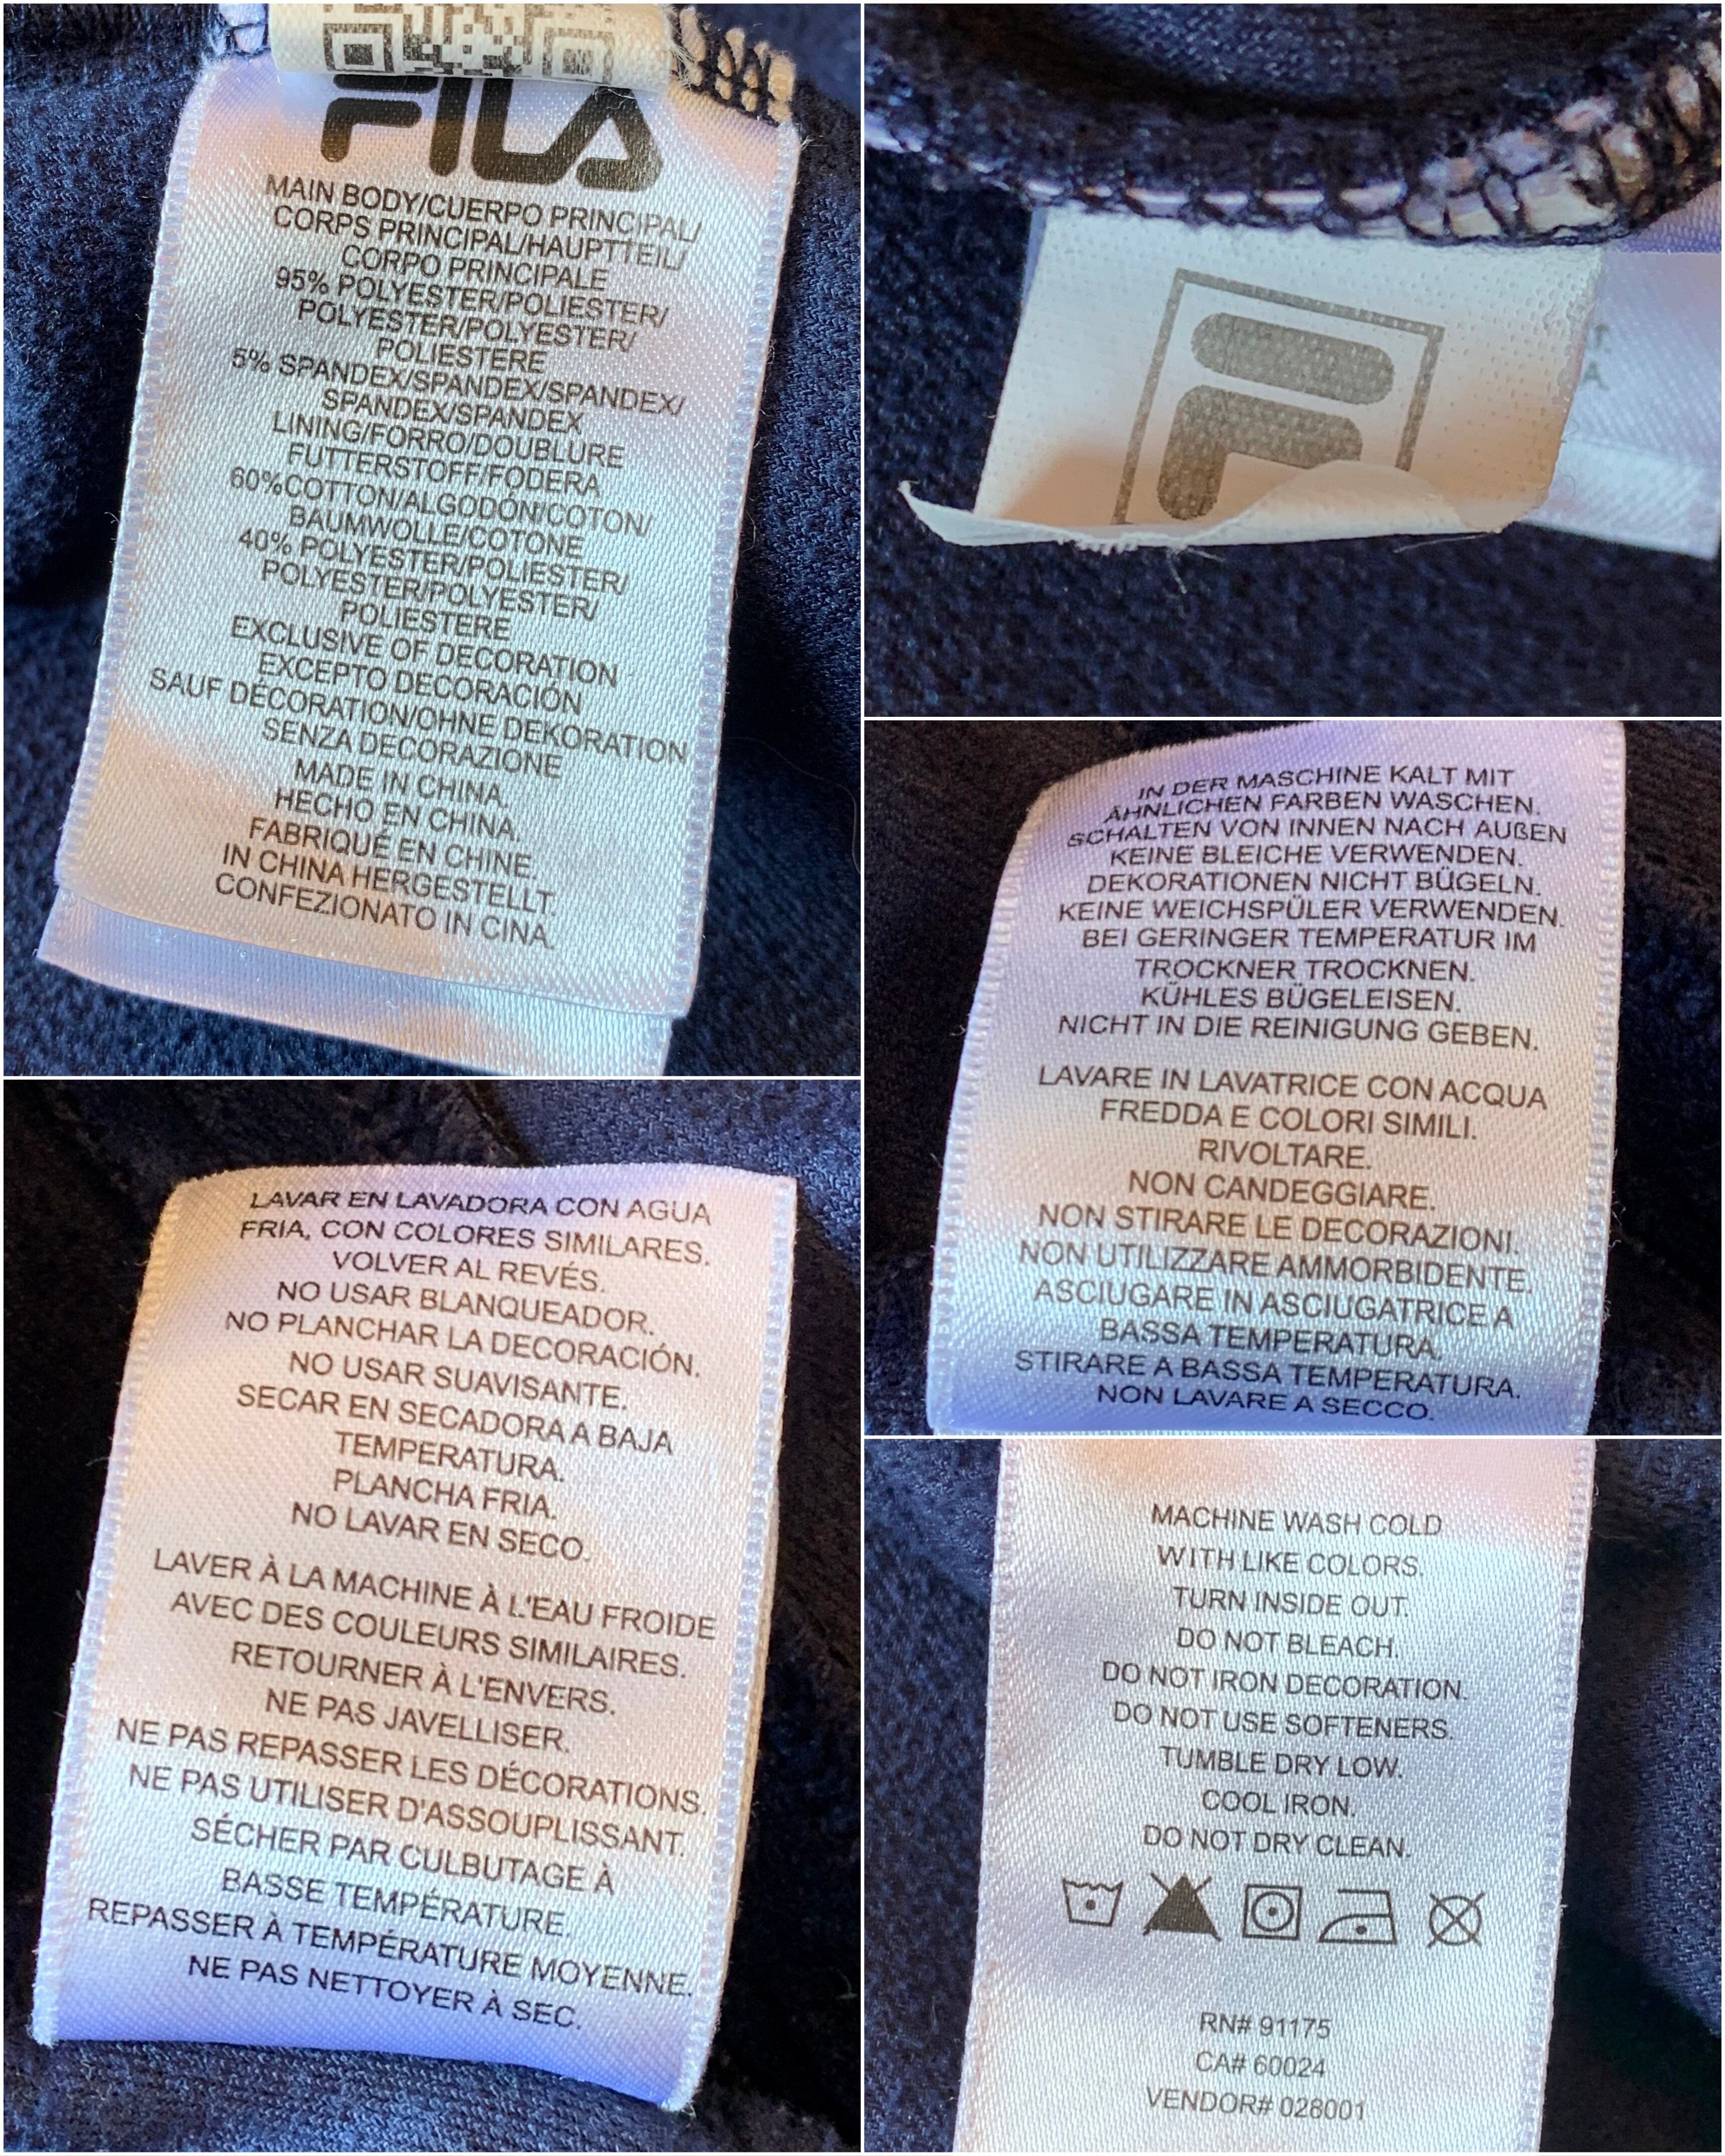 FILA
MAIN BODY/CUERPO PRINCIPAL/
CORPS PRINCIPAL/HAUPTTEIL/
CORPO PRINCIPALE
95% POLYESTER/POLIESTER/
POLYESTER/POLYESTER/
POLIESTERE
5% SPANDEX/SPANDEX/SPANDEX/
SPANDEX/SPANDEX
LINING/FORRO/DOUBLURE
FUTTERSTOFF/FODERA
60%COTTON/ALGODÓN/COTON/
BAUMWOLLE/COTONE
40% POLYESTER/POLIESTER/
POLYESTER/POLYESTER/
POLIESTERE
EXCLUSIVE OF DECORATION
EXCEPTO DECORACIÓN
SAUF DÉCORATION/OHNE DEKORATION
SENZA DECORAZIONE
MADE IN CHINA.
HECHO EN CHINA.
FABRIQUÉ EN CHINE.
IN CHINA HERGESTELLT.
CONFEZIONATO IN CINA.
F
IN DER MASCHINE KALT MIT
ÄHNLICHEN FARBEN WASCHEN.
SCHALTEN VON INNEN NACH AUßEN
KEINE BLEICHE VERWENDEN.
DEKORATIONEN NICHT BÜGELN.
KEINE WEICHSPÜLER VERWENDEN.
BEI GERINGER TEMPERATUR IM
TROCKNER TROCKNEN.
KÜHLES BÜGELEISEN.
NICHT IN DIE REINIGUNG GEBEN.
LAVARE IN LAVATRICE CON ACQUA
FREDDA E COLORI SIMILI.
RIVOLTARE.
NON CANDEGGIARE.
NON STIRARE LE DECORAZIONI.
NON UTILIZZARE AMMORBIDENTE.
ASCIUGARE IN ASCIUGATRICE A
BASSA TEMPERATURA.
STIRARE A BASSA TEMPERATURA.
NON LAVARE A SECCO.
LAVAR EN LAVADORA CON AGUA
FRIA, CON COLORES SIMILARES.
VOLVER AL REVÉS.
NO USAR BLANQUEADOR.
NO PLANCHAR LA DECORACIÓN.
NO USAR SUAVISANTE.
SECAR EN SECADORA A BAJA
TEMPERATURA.
PLANCHA FRIA.
NO LAVAR EN SECO.
LAVER À LA MACHINE À L'EAU FROIDE
AVEC DES COULEURS SIMILAIRES.
RETOURNER À L'ENVERS.
NE PAS JAVELLISER.
NE PAS REPASSER LES DÉCORATIONS.
NE PAS UTILISER D'ASSOUPLISSANT.
SÉCHER PAR CULBUTAGE À
BASSE TEMPÉRATURE.
REPASSER À TEMPÉRATURE MOYENNE.
NE PAS NETTOYER À SEC.
MACHINE WASH COLD
WITH LIKE COLORS.
TURN INSIDE OUT.
DO NOT BLEACH.
DO NOT IRON DECORATION.
DO NOT USE SOFTENERS.
TUMBLE DRY LOW.
COOL IRON.
DO NOT DRY CLEAN.
RN# 91175
CA# 60024
VENDOR# 028001